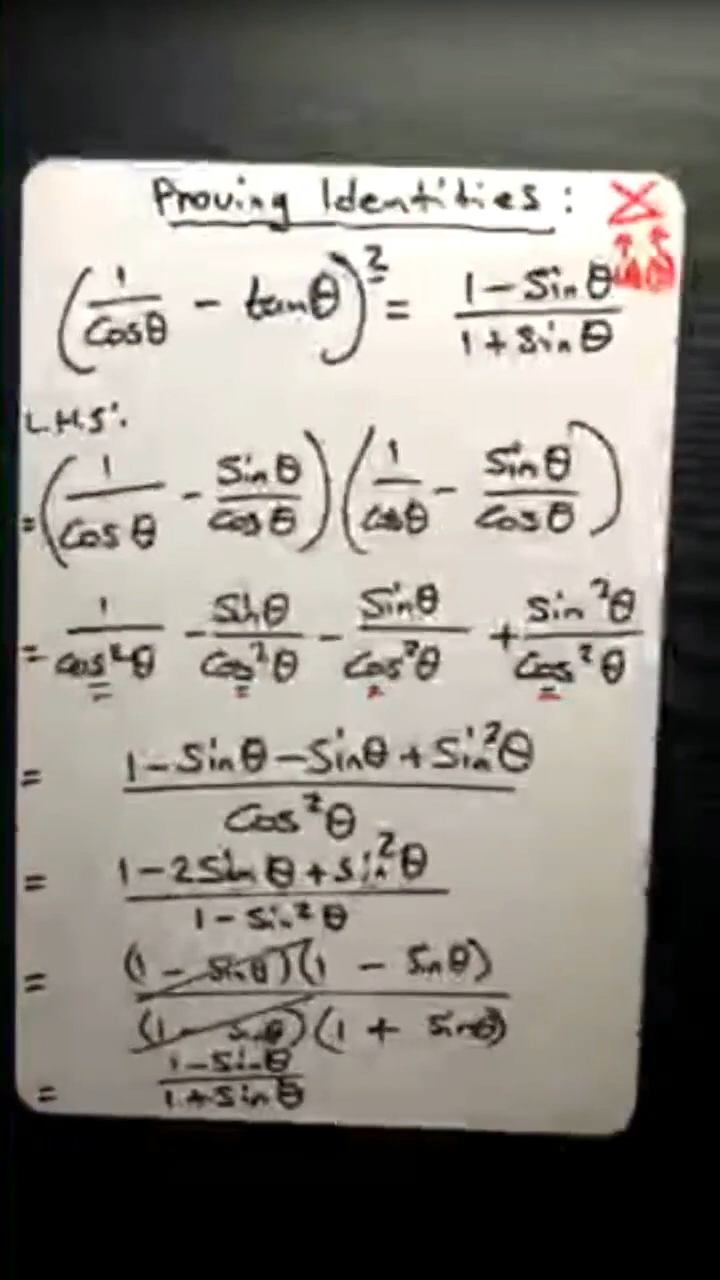 Proving Identities :
(1/Cosθ - tanθ)² = (1-Sinθ)/(1+Sinθ)
L.H.S:
=(1/Cosθ - Sinθ/Cosθ)(1/Cosθ - Sinθ/Cosθ)
= 1/Cos²θ - Sinθ/Cos²θ - Sinθ/Cos²θ + Sin²θ/Cos²θ
= (1-Sinθ-Sinθ+Sin²θ)/Cos²θ
= (1-2Sinθ+Sin²θ)/(1-Sin²θ)
= (1-Sinθ)(1-Sinθ)/(1-Sinθ)(1+Sinθ)
= (1-Sinθ)/(1+Sinθ)